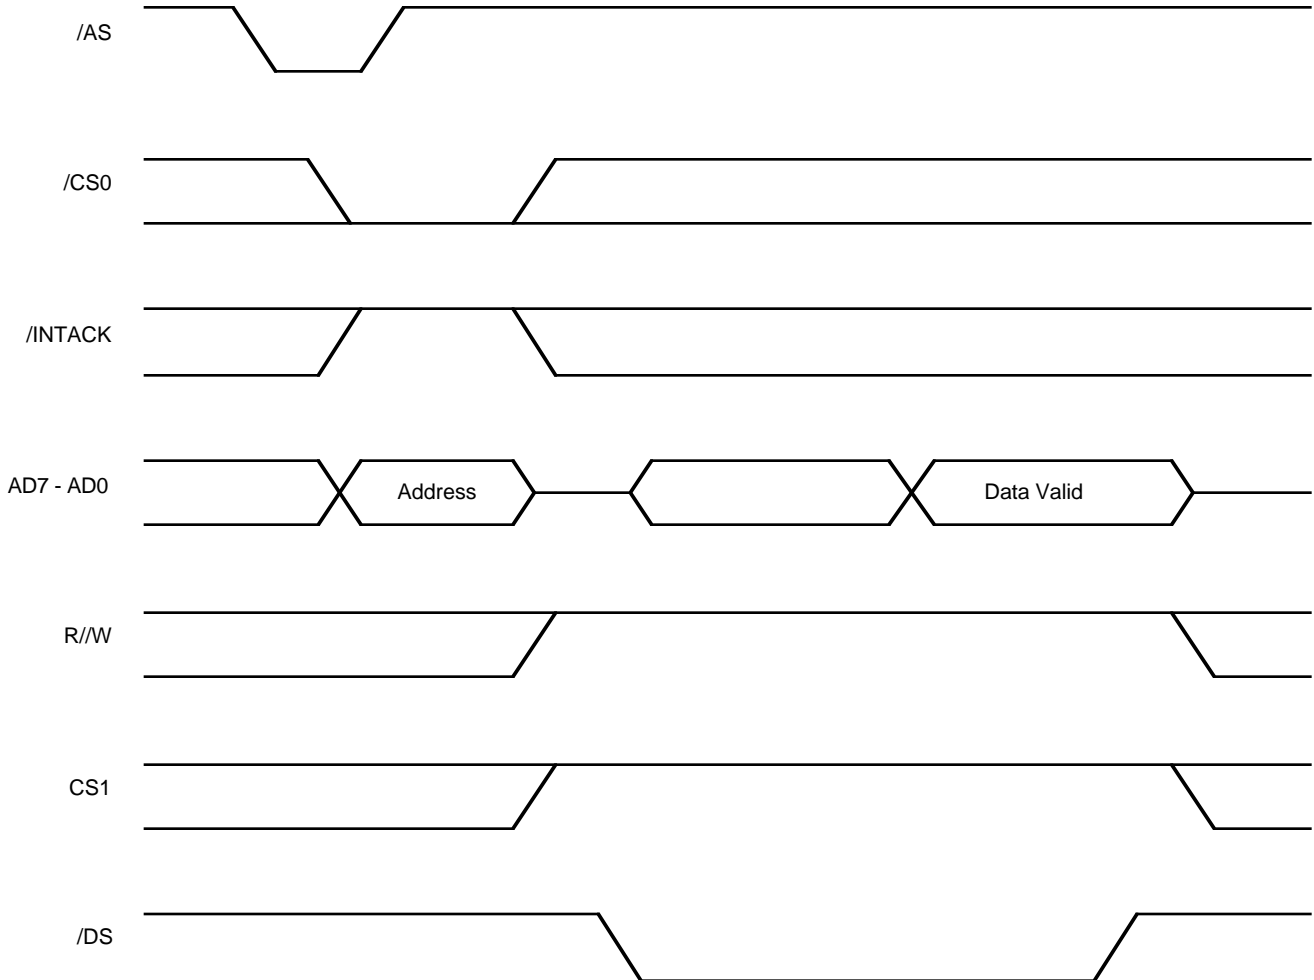 /AS
/CS0
/INTACK
AD7 - AD0
Address
Data Valid
R//W
CS1
/DS